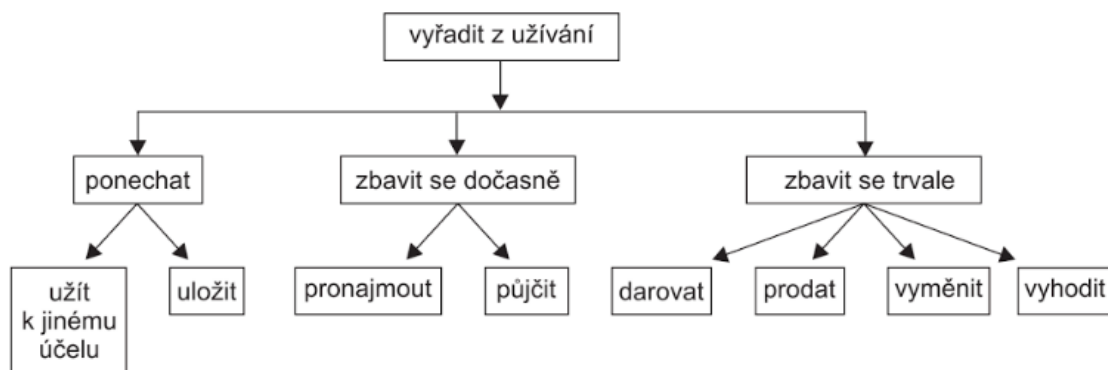 vyřadit z užívání
ponechat
zbavit se dočasně
zbavit se trvale
užít
k jinému
účelu
uložit
pronajmout
půjčit
darovat
prodat
vyměnit
vyhodit